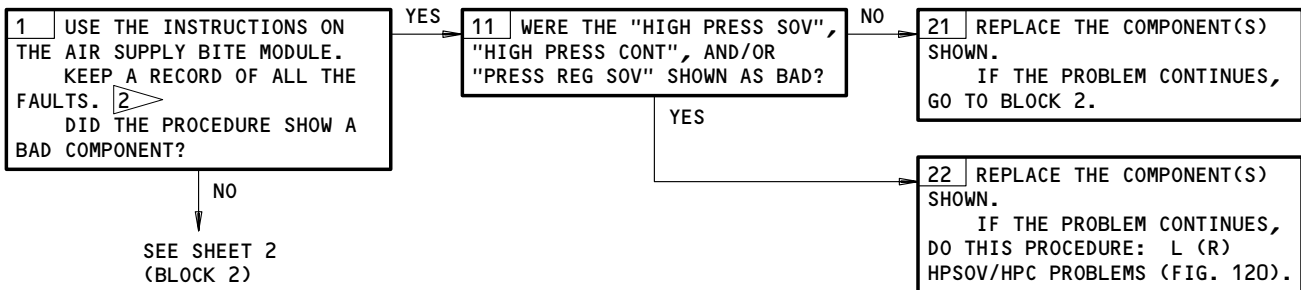 1 USE THE INSTRUCTIONS ON
THE AIR SUPPLY BITE MODULE.
KEEP A RECORD OF ALL THE
FAULTS. 2
DID THE PROCEDURE SHOW A
BAD COMPONENT?
YES
NO
SEE SHEET 2
(BLOCK 2)
11 WERE THE "HIGH PRESS SOV",
"HIGH PRESS CONT", AND/OR
"PRESS REG SOV" SHOWN AS BAD?
NO
YES
21 REPLACE THE COMPONENT(S)
SHOWN.
IF THE PROBLEM CONTINUES,
GO TO BLOCK 2.
22 REPLACE THE COMPONENT(S)
SHOWN.
IF THE PROBLEM CONTINUES,
DO THIS PROCEDURE: L (R)
HPSOV/HPC PROBLEMS (FIG. 120).